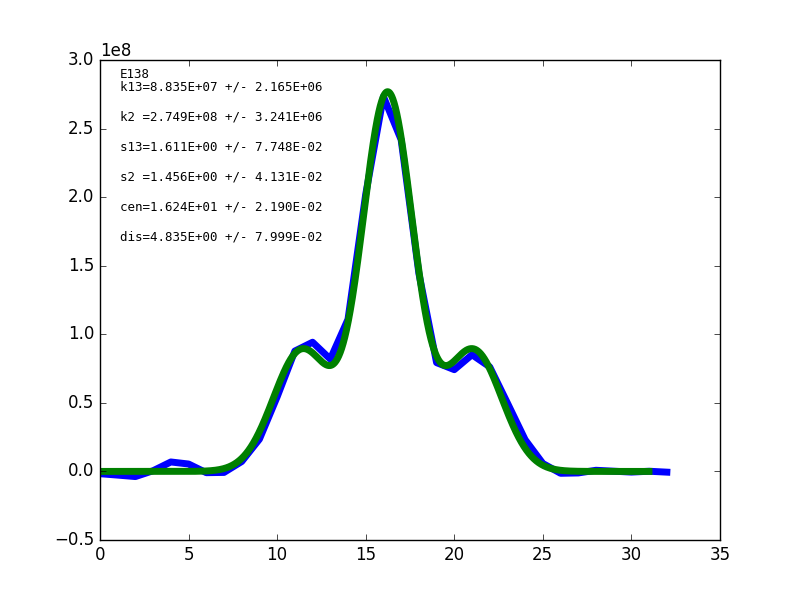 1e8
3.0
2.5
2.0
1.5
1.0
0.5
0.0
−0.5
E138
k13=8.835E+07 +/- 2.165E+06
k2 =2.749E+08 +/- 3.241E+06
s13=1.611E+00 +/- 7.748E-02
s2 =1.456E+00 +/- 4.131E-02
cen=1.624E+01 +/- 2.190E-02
dis=4.835E+00 +/- 7.999E-02
0 5 10 15 20 25 30 35